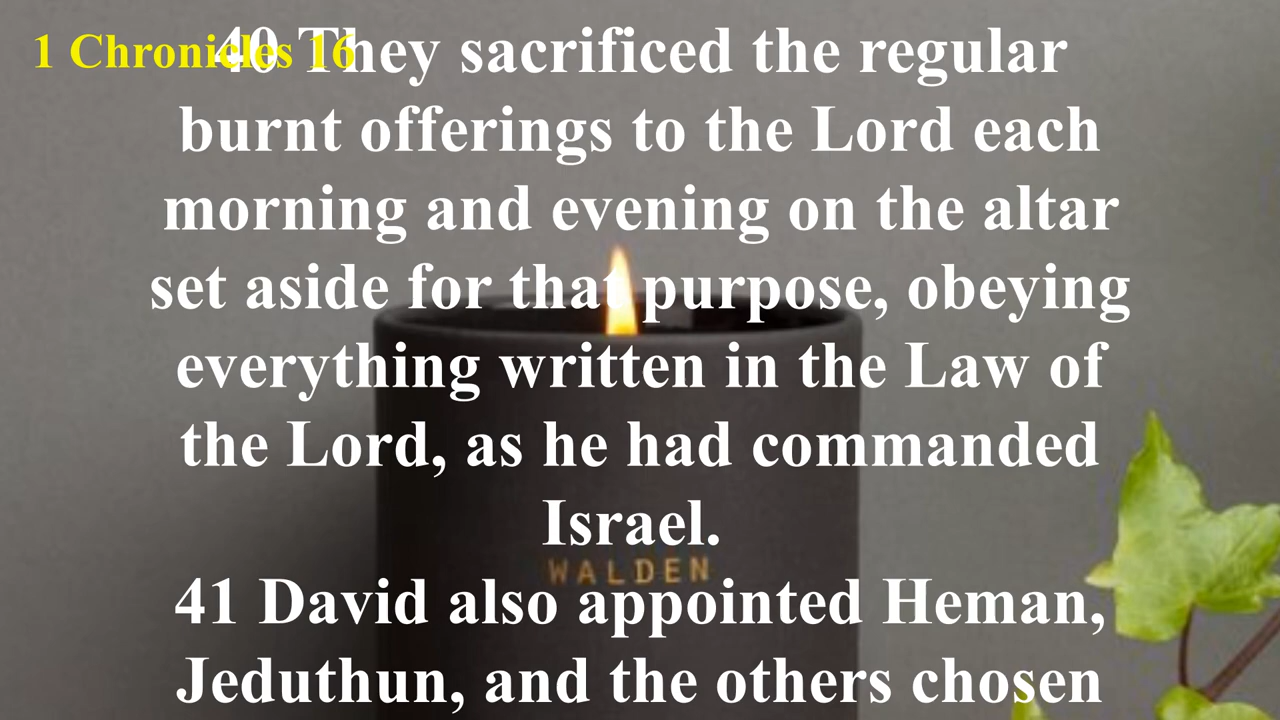 1 Chronicles 16
40 They sacrificed the regular
burnt offerings to the Lord each
morning and evening on the altar
set aside for that purpose, obeying
everything written in the Law of
the Lord, as he had commanded
Israel.
WALDEN
41 David also appointed Heman,
Jeduthun, and the others chosen